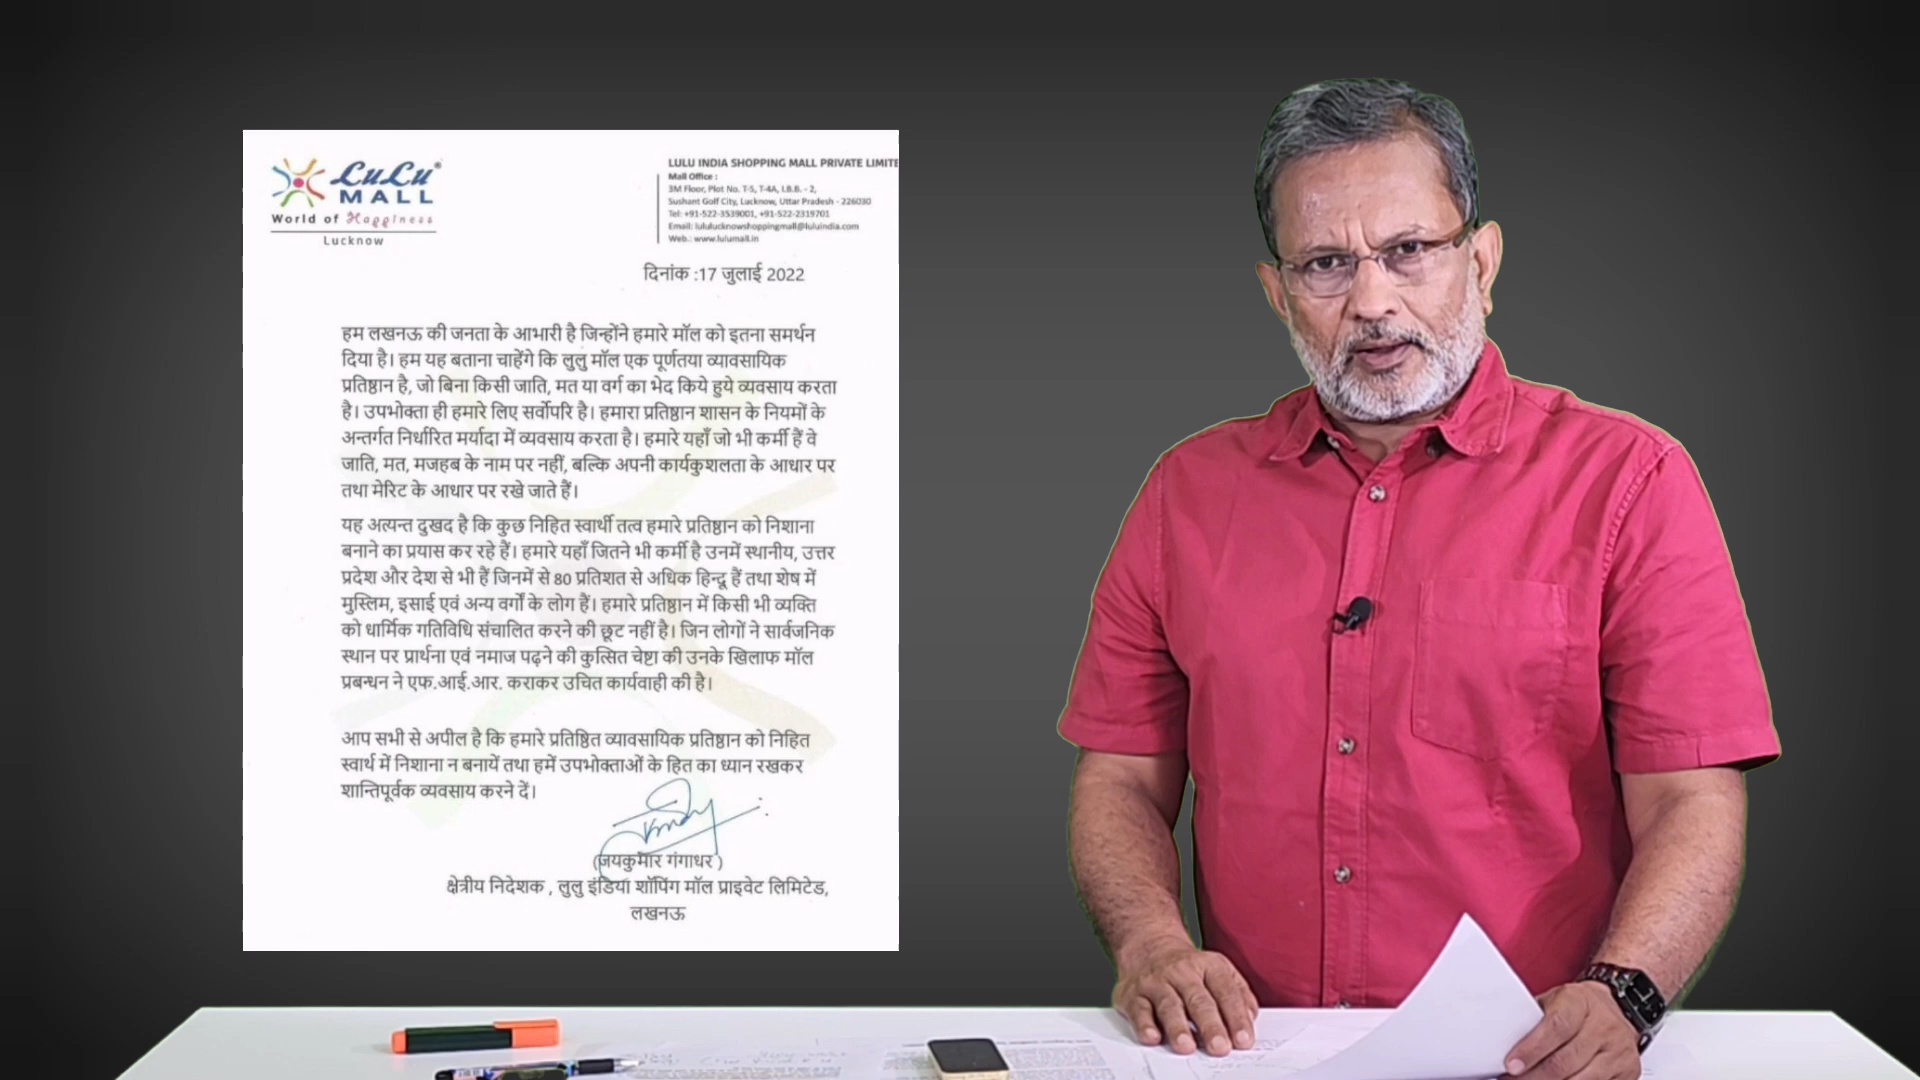 LuLu
MALL
World of Happiness
Lucknow
LULU INDIA SHOPPING MALL PRIVATE LIMITE
Mall Office :
3M Floor, Plot No. T-5, T-4A, I.B.B. - 2,
Sushant Golf City, Lucknow, Uttar Pradesh - 226030
Tel: +91-522-3539001, +91-522-2319701
Email: lululucknowshoppingmall@luluindia.com
Web.: www.lulumall.in
दिनांक :17 जुलाई 2022
हम लखनऊ की जनता के आभारी है जिन्होंने हमारे मॉल को इतना समर्थन
दिया है। हम यह बताना चाहेंगे कि लुलु मॉल एक पूर्णतया व्यावसायिक
प्रतिष्ठान है, जो बिना किसी जाति, मत या वर्ग का भेद किये हुये व्यवसाय करता
है। उपभोक्ता ही हमारे लिए सर्वोपरि है। हमारा प्रतिष्ठान शासन के नियमों के
अन्तर्गत निर्धारित मर्यादा में व्यवसाय करता है। हमारे यहाँ जो भी कर्मी हैं वे
जाति, मत, मजहब के नाम पर नहीं, बल्कि अपनी कार्यकुशलता के आधार पर
तथा मेरिट के आधार पर रखे जाते हैं।
यह अत्यन्त दुखद है कि कुछ निहित स्वार्थी तत्व हमारे प्रतिष्ठान को निशाना
बनाने का प्रयास कर रहे हैं। हमारे यहाँ जितने भी कर्मी है उनमें स्थानीय, उत्तर
प्रदेश और देश से भी हैं जिनमें से 80 प्रतिशत से अधिक हिन्दू हैं तथा शेष में
मुस्लिम, इसाई एवं अन्य वर्गों के लोग हैं। हमारे प्रतिष्ठान में किसी भी व्यक्ति
को धार्मिक गतिविधि संचालित करने की छूट नहीं है। जिन लोगों ने सार्वजनिक
स्थान पर प्रार्थना एवं नमाज पढ़ने की कुत्सित चेष्टा की उनके खिलाफ मॉल
प्रबन्धन ने एफ.आई.आर. कराकर उचित कार्यवाही की है।
आप सभी से अपील है कि हमारे प्रतिष्ठित व्यावसायिक प्रतिष्ठान को निहित
स्वार्थ में निशाना न बनायें तथा हमें उपभोक्ताओं के हित का ध्यान रखकर
शान्तिपूर्वक व्यवसाय करने दें।
(जयकुमार गंगाधर )
क्षेत्रीय निदेशक , लुलु इंडिया शॉपिंग मॉल प्राइवेट लिमिटेड,
लखनऊ